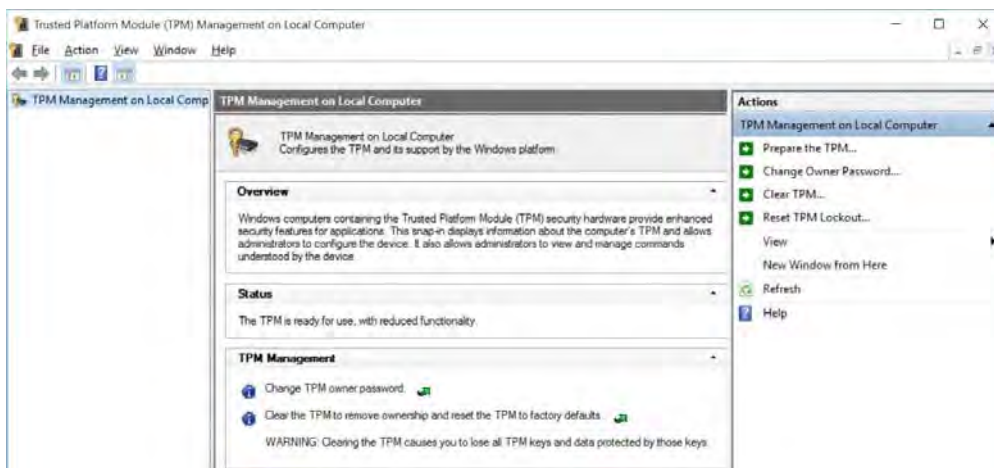 Trusted Platform Module (TPM) Management on Local Computer
File Action View Window Help
TPM Management on Local Comp
TPM Management on Local Computer
TPM Management on Local Computer
Configures the TPM and its support by the Windows platform
Overview
Windows computers containing the Trusted Platform Module (TPM) security hardware provide enhanced
security features for applications. This snap-in displays information about the computer's TPM and allows
administrators to configure the device. It also allows administrators to view and manage commands
understood by the device.
Status
The TPM is ready for use, with reduced functionality.
TPM Management
Change TPM owner password.
Clear the TPM to remove ownership and reset the TPM to factory defaults.
WARNING: Clearing the TPM causes you to lose all TPM keys and data protected by those keys.
Actions
TPM Management on Local Computer
Prepare the TPM...
Change Owner Password...
Clear TPM...
Reset TPM Lockout...
View
New Window from Here
Refresh
Help